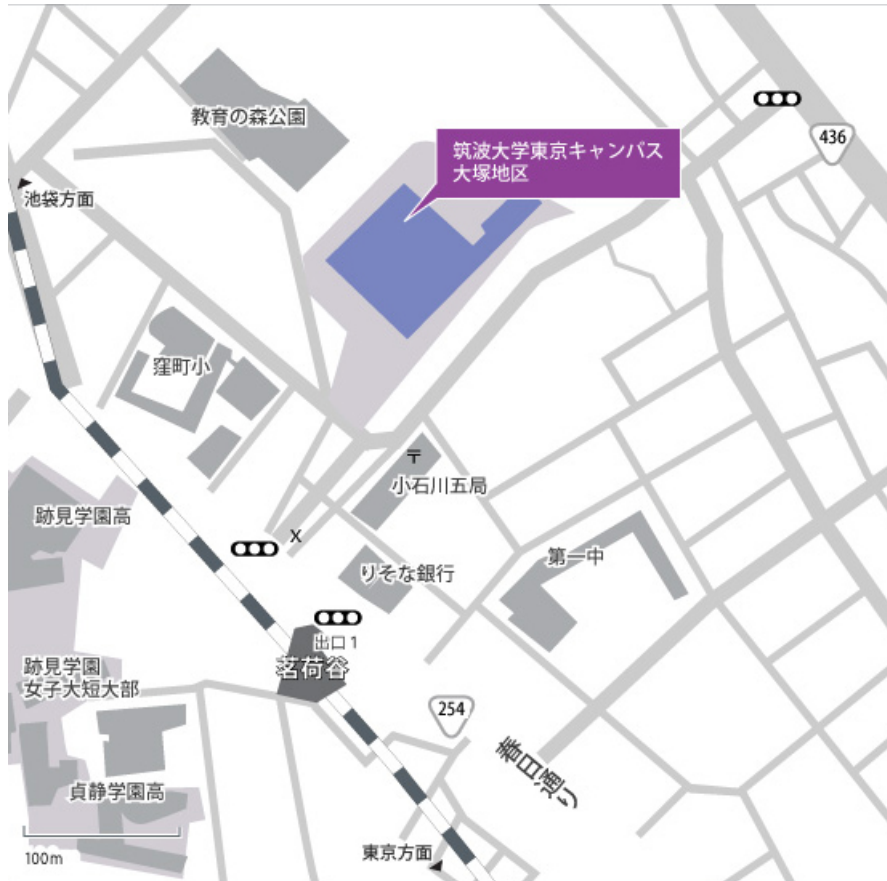 教育の森公園
筑波大学東京キャンパス
大塚地区
436
池袋方面
窪町小
〒
小石川五局
跡見学園高
X
りそな銀行
第一中
出口 1
茗荷谷
跡見学園
女子大短大部
254
春日通り
貞静学園高
100m
東京方面